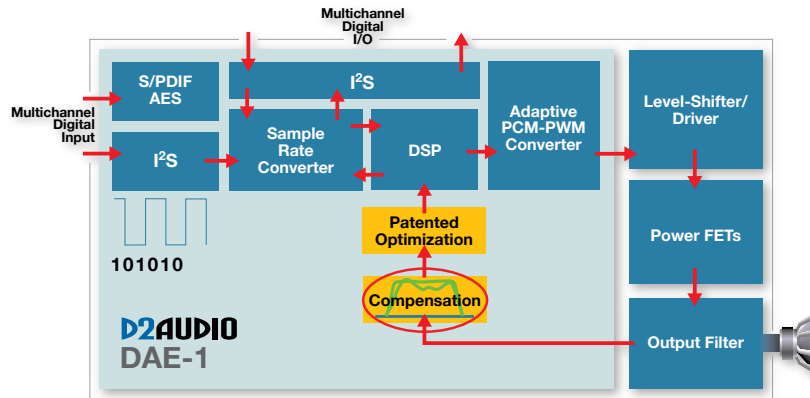 Multichannel
Digital
I/O
S/PDIF
AES
I²S
Multichannel
Digital
Input
I²S
Sample
Rate
Converter
DSP
Adaptive
PCM-PWM
Converter
Level-Shifter/
Driver
Patented
Optimization
Power FETs
101010
Compensation
D2AUDIO
DAE-1
Output Filter